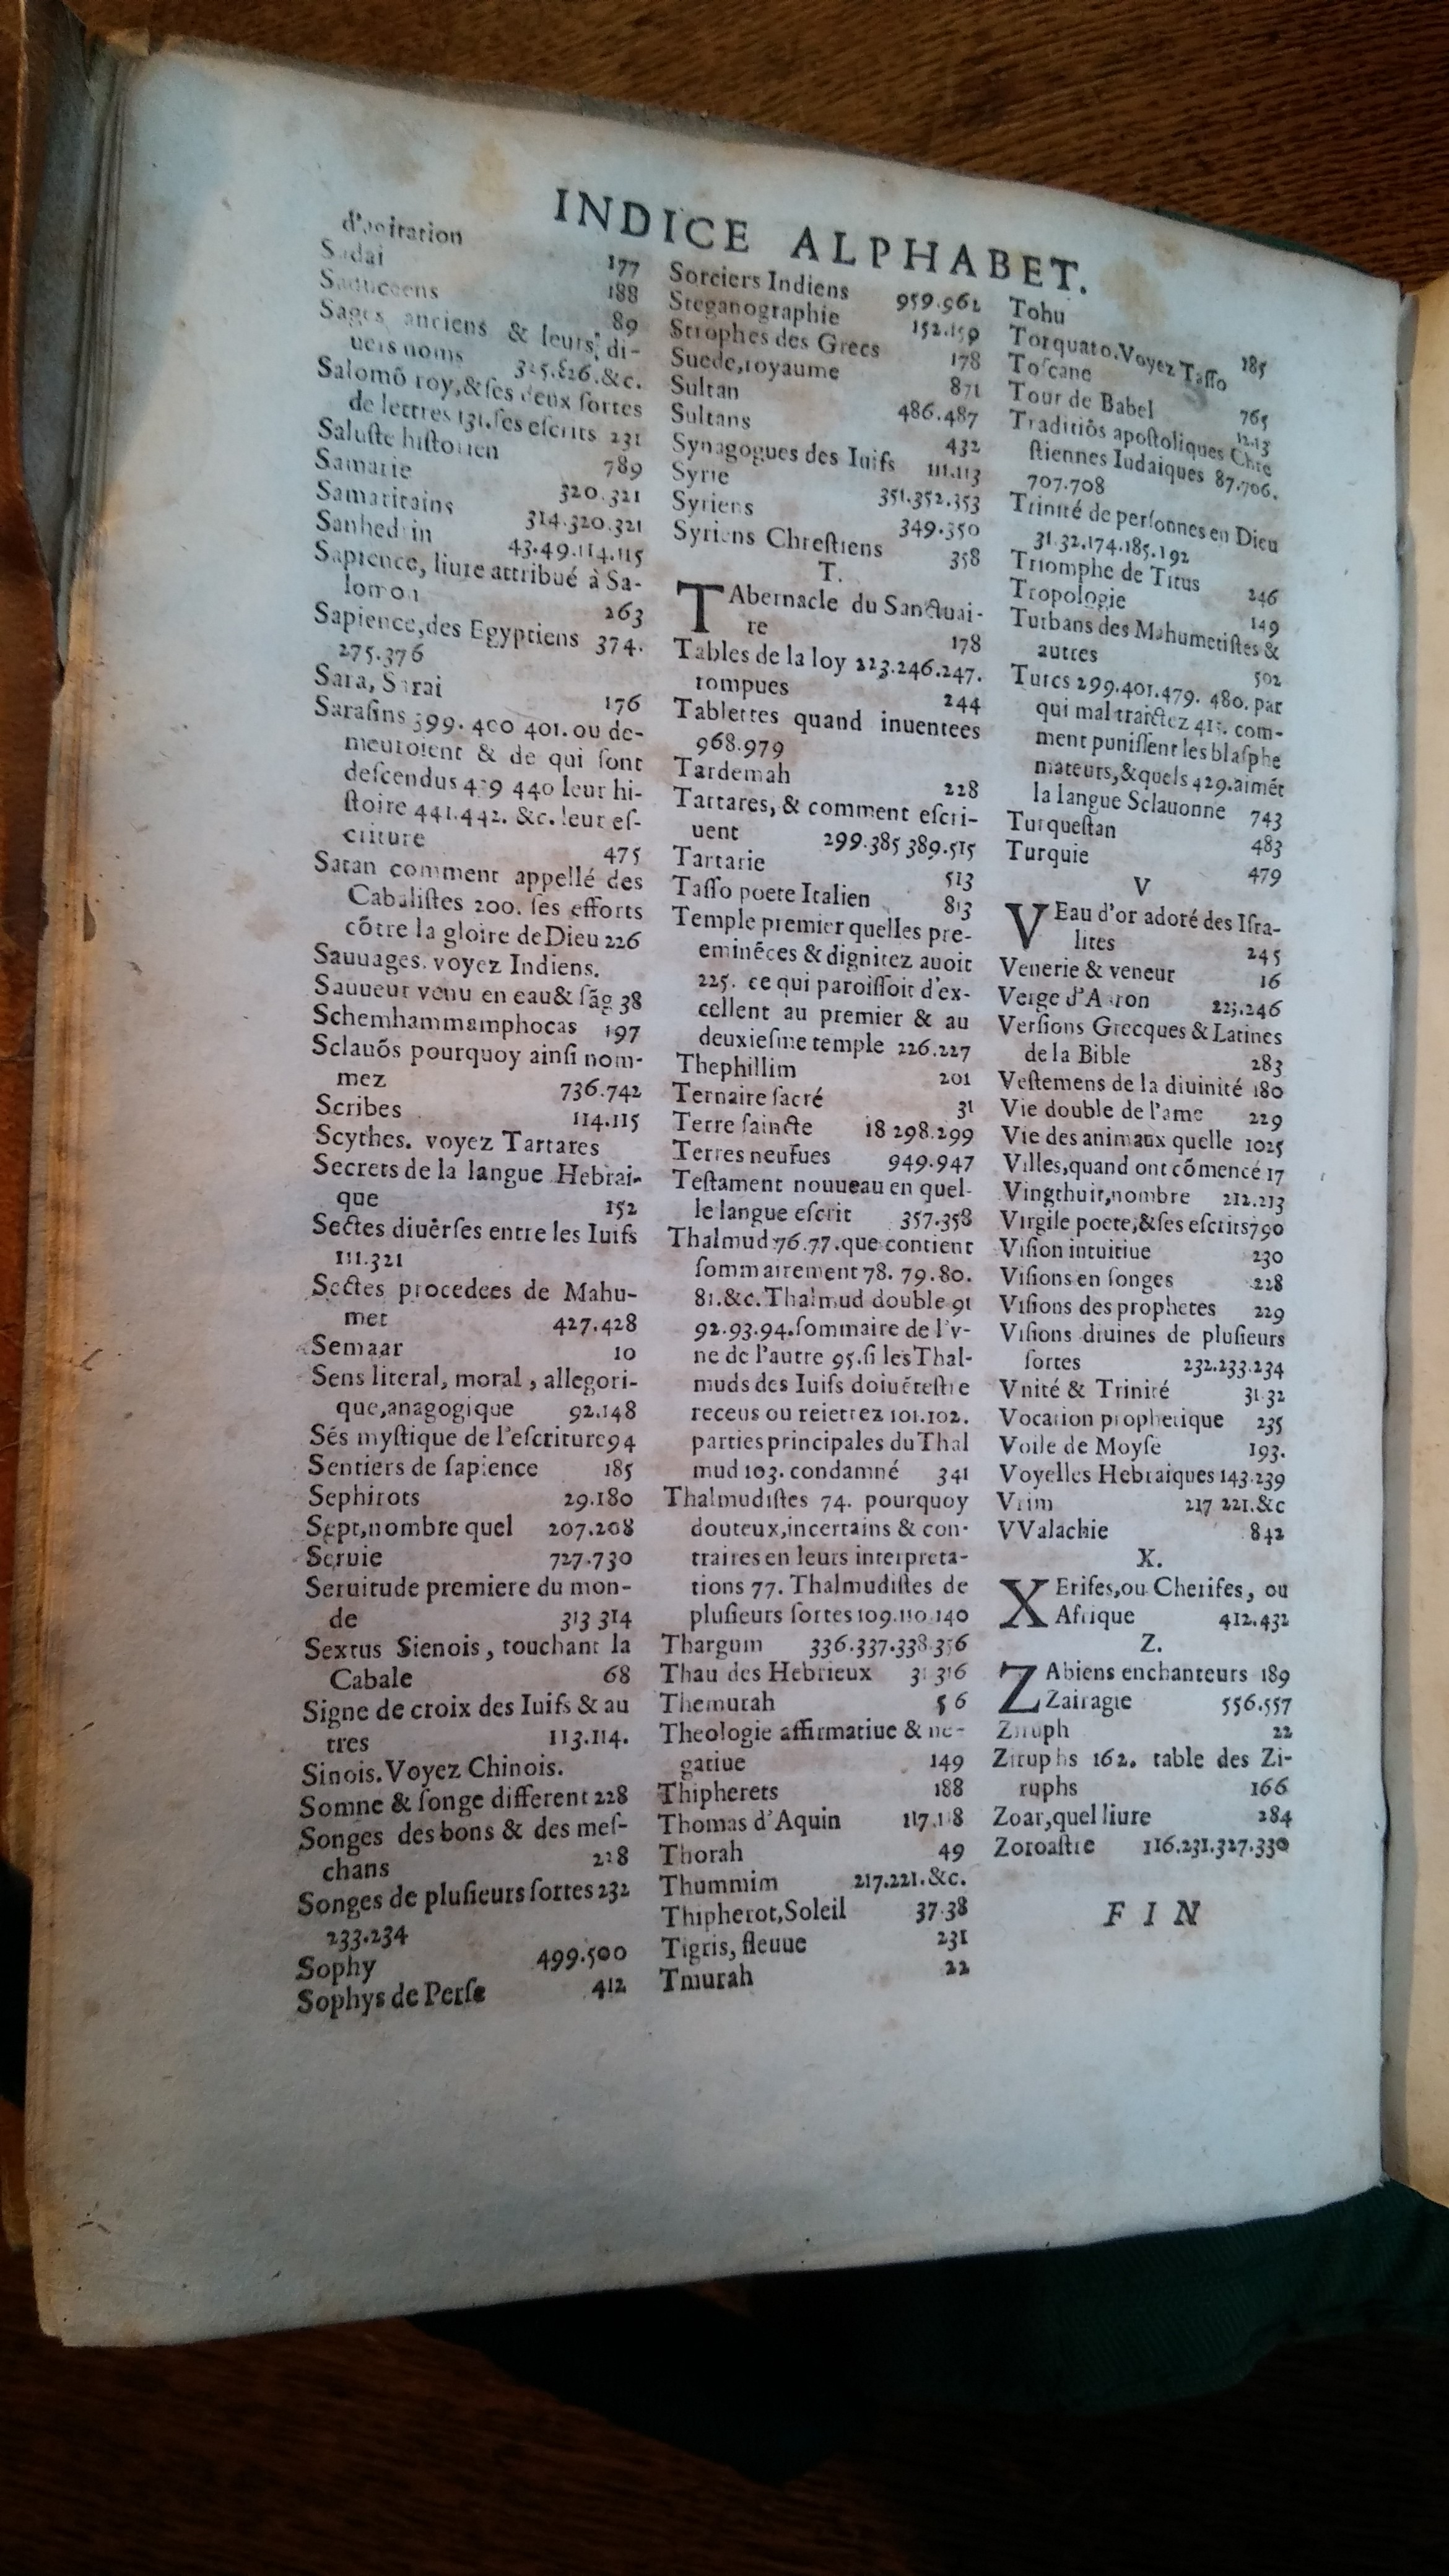 INDICE ALPHABET.
177
Sadai 188
Saduceens 89
Sages anciens & leurs di-
uers noms &c.
Salomõ roy,&ſes deux ſortes
de lettres 131.ſes eſcrits 231
Saluſte hiſtorien 789
Samarie 320.321
Samaritains 314.320.321
Sanhedrin 43.49.114.115
Sapience, liure attribué à Sa-
lomon 263
Sapience,des Egyptiens 374.
275.376
Sara, Sarai 176
Saraſins 399. 400 401. ou de-
meuroient & de qui ſont
deſcendus 440 leur hi-
ſtoire 441.442. &c. leur eſ-
criture 475
Satan comment appellé des
Cabaliſtes 200. ſes efforts
cõtre la gloire de Dieu 226
Sauuages. voyez Indiens.
Sauueur venu en eau& ſãg 38
Schemhammamphocas 197
Sclauõs pourquoy ainſi nom-
mez 736.742
Scribes 114.115
Scythes. voyez Tartares
Secrets de la langue Hebrai-
que 152
Sectes diuerſes entre les Iuifs
111.321
Sectes procedees de Mahu-
met 427.428
Semaar 10
Sens literal, moral , allegori-
que,anagogique 92.148
Sẽs myſtique de l'eſcriture94
Sentiers de ſapience 185
Sephirots 29.180
Sept,nombre quel 207.208
Seruie 727.730
Seruitude premiere du mon-
de 313 314
Sextus Sienois , touchant la
Cabale 68
Signe de croix des Iuifs & au
tres 113.114.
Sinois.Voyez Chinois.
Somne & ſonge different 228
Songes des bons & des meſ-
chans 228
Songes de pluſieurs ſortes 232
233.234
Sophy 499.500
Sophys de Perſe 412
Sorciers Indiens 959.962
Steganographie 152.159
Strophes des Grecs 178
Suede,royaume 871
Sultan 486.487
Sultans 432
Synagogues des Iuifs 111.113
Syrie 351.352.353
Syriens 349.350
Syriens Chreſtiens 358
T.
TAbernacle du Sanctuai-
re 178
Tables de la loy 223.246.247.
rompues 244
Tablettes quand inuentees
968.979
Tardemah 228
Tartares, & comment eſcri-
uent 299.385 389.515
Tartarie 513
Taſſo poete Italien 813
Temple premier quelles pre-
eminẽces & dignitez auoit
225. ce qui paroiſſoit d'ex-
cellent au premier & au
deuxieſme temple 226.227
Thephillim 201
Ternaire ſacré 31
Terre ſaincte 18 298.299
Terres neufues 949.947
Teſtament nouueau en quel-
le langue eſcrit 357.358
Thalmud 76.77.que contient
ſommairement 78. 79.80.
81.&c. Thalmud double 91
92.93.94.ſommaire de l'v-
ne de l'autre 95.ſi les Thal-
muds des Iuifs doiuẽt eſtre
receus ou reiettez 101.102.
parties principales du Thal
mud 103. condamné 341
Thalmudiſtes 74. pourquoy
douteux,incertains & con-
traires en leurs interpreta-
tions 77. Thalmudiſtes de
pluſieurs ſortes 109.110.140
Thargum 336.337.338.356
Thau des Hebrieux 316
Themurah 56
Theologie affirmatiue & ne-
gatiue 149
Thipherets 188
Thomas d'Aquin 117.118
Thorah 49
Thummim 217.221.&c.
Thipherot,Soleil 37.38
Tigris, fleuue 231
Tmurah 22
Tohu 185
Torquato.Voyez Taſſo
Toſcane 765
Tour de Babel 12.13
Traditiõs apoſtoliques Chre
ſtiennes Iudaiques 87.706.
707.708
Trinité de perſonnes en Dieu
31.32.174.185.192
Triomphe de Titus 246
Tropologie 149
Turbans des Mahumetiſtes &
autres 502
Turcs 299.401.479. 480. par
qui mal traictez com-
ment puniſſent les blaſphe
mateurs,&quels 429.aimẽt
la langue Sclauonne 743
Turqueſtan 483
Turquie 479
V
VEau d'or adoré des Iſra-
lites 245
Venerie & veneur 16
Verge d'Aaron 223.246
Verſions Grecques & Latines
de la Bible 283
Veſtemens de la diuinité 180
Vie double de l'ame 229
Vie des animaux quelle 1025
Villes,quand ont cõmencé 17
Vingthuit,nombre 212.213
Virgile poete,&ſes eſcrits790
Viſion intuitiue 230
Viſions en ſonges 228
Viſions des prophetes 229
Viſions diuines de pluſieurs
ſortes 232.233.234
Vnité & Trinité 31.32
Vocation prophetique 235
Voile de Moyſe 193.
Voyelles Hebraiques 143.239
Vrim 217 221.&c
VValachie 842
X.
XErifes,ou Cherifes, ou
Afrique 412.432
Z.
ZAbiens enchanteurs 189
Zairagie 556.557
Ziruph 22
Ziruphs 162. table des Zi-
ruphs 166
Zoar,quel liure 284
Zoroaſtre 116.231.327.330
FIN